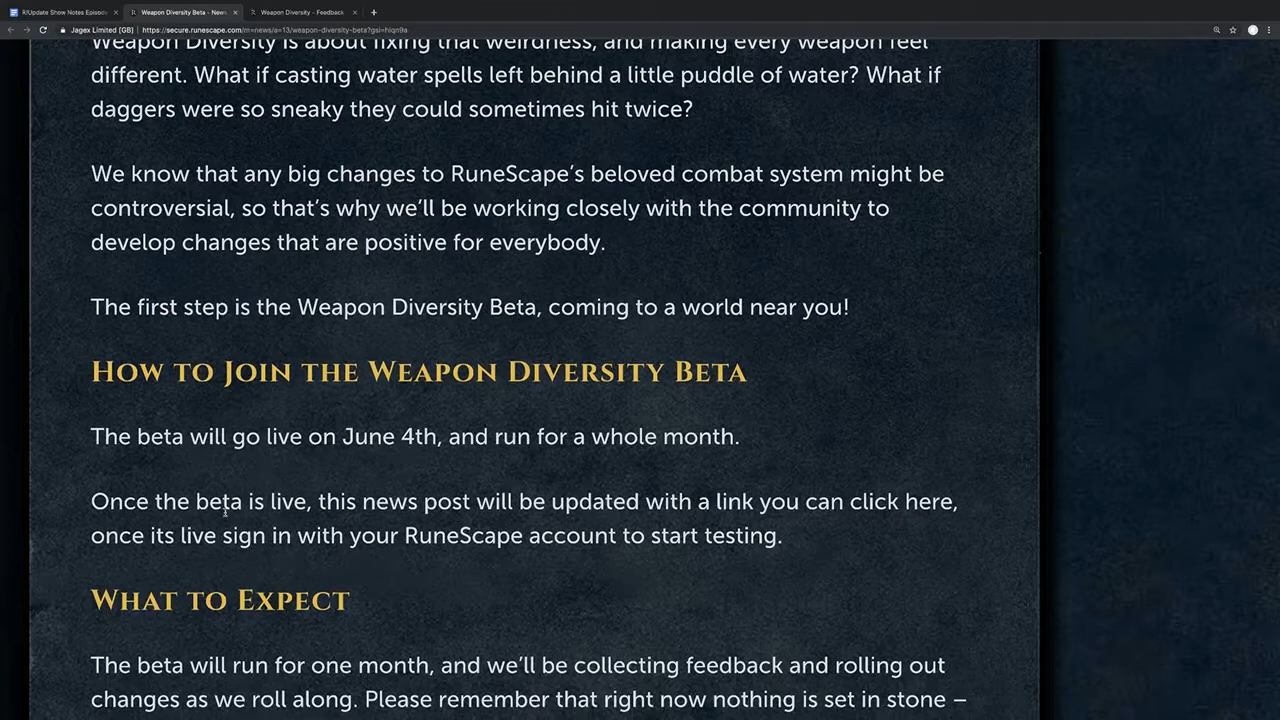 R!Update Show Notes Episode
Weapon Diversity Beta - News
Weapon Diversity - Feedback
Jagex Limited [GB] | https://secure.runescape.com/m=news/a=13/weapon-diversity-beta?gsi=hiqn9a
Weapon Diversity is about fixing that weirdness, and making every weapon feel
different. What if casting water spells left behind a little puddle of water? What if
daggers were so sneaky they could sometimes hit twice?
We know that any big changes to RuneScape's beloved combat system might be
controversial, so that's why we'll be working closely with the community to
develop changes that are positive for everybody.
The first step is the Weapon Diversity Beta, coming to a world near you!
How to Join the Weapon Diversity Beta
The beta will go live on June 4th, and run for a whole month.
Once the beta is live, this news post will be updated with a link you can click here,
once its live sign in with your RuneScape account to start testing.
What to Expect
The beta will run for one month, and we'll be collecting feedback and rolling out
changes as we roll along. Please remember that right now nothing is set in stone –